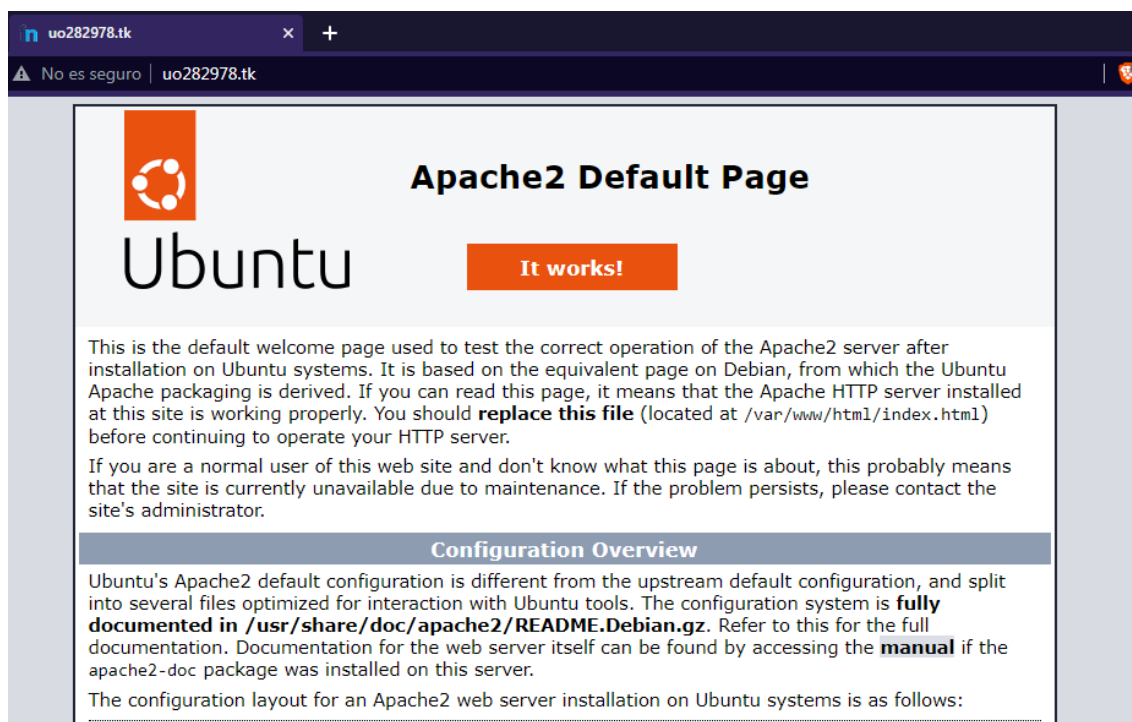 uo282978.tk
No es seguro | uo282978.tk
Apache2 Default Page
Ubuntu
It works!
This is the default welcome page used to test the correct operation of the Apache2 server after
installation on Ubuntu systems. It is based on the equivalent page on Debian, from which the Ubuntu
Apache packaging is derived. If you can read this page, it means that the Apache HTTP server installed
at this site is working properly. You should replace this file (located at /var/www/html/index.html)
before continuing to operate your HTTP server.
If you are a normal user of this web site and don't know what this page is about, this probably means
that the site is currently unavailable due to maintenance. If the problem persists, please contact the
site's administrator.
Configuration Overview
Ubuntu's Apache2 default configuration is different from the upstream default configuration, and split
into several files optimized for interaction with Ubuntu tools. The configuration system is fully
documented in /usr/share/doc/apache2/README.Debian.gz. Refer to this for the full
documentation. Documentation for the web server itself can be found by accessing the manual if the
apache2-doc package was installed on this server.
The configuration layout for an Apache2 web server installation on Ubuntu systems is as follows: